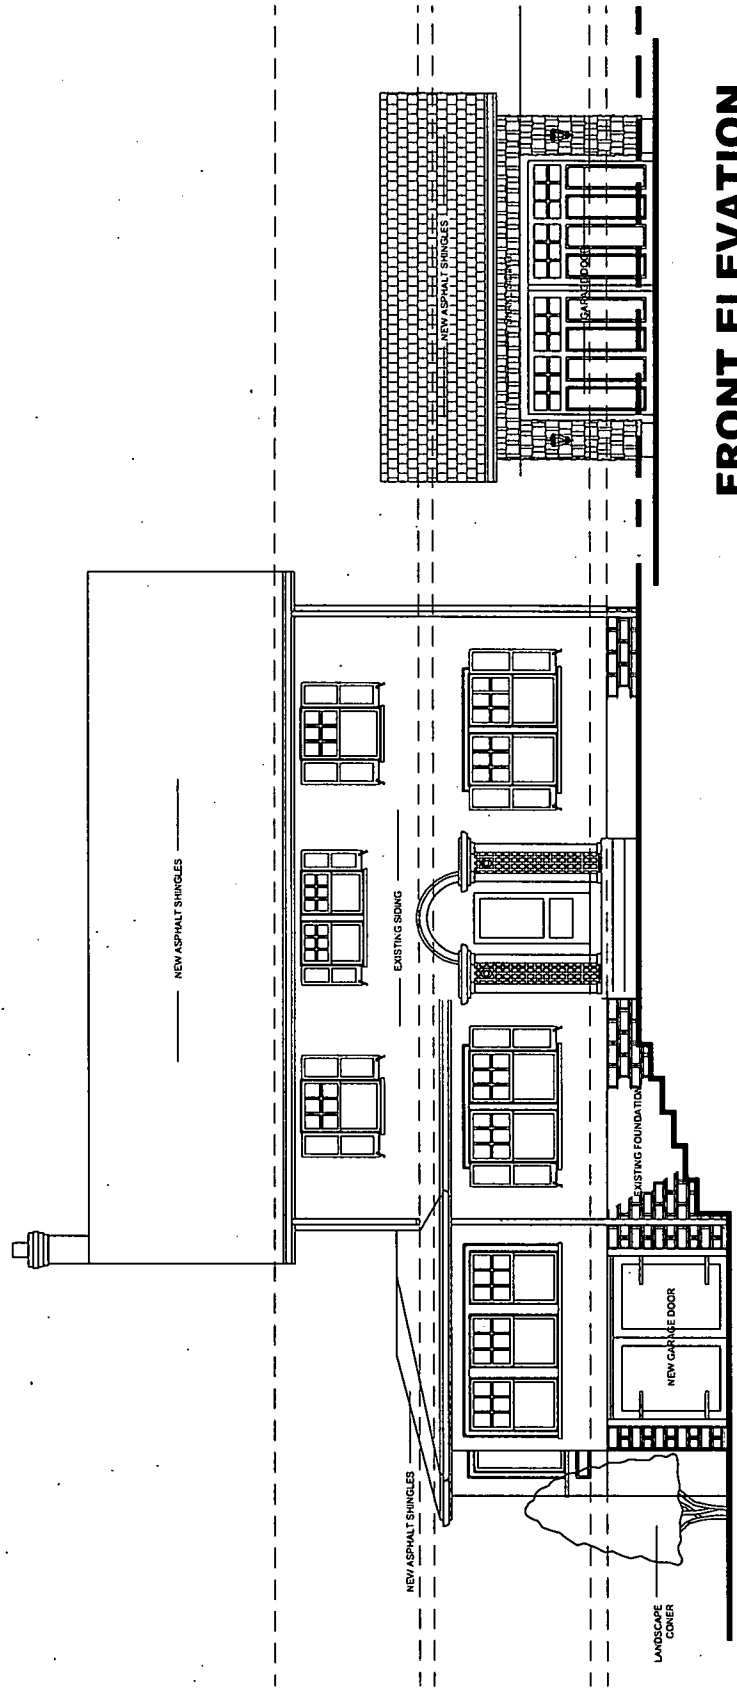 NEW ASPHALT SHINGLES
NEW ASPHALT SHINGLES
EXISTING SIDING
NEW ASPHALT SHINGLES
GARAGE DOOR
EXISTING FOUNDATION
NEW GARAGE DOOR
LANDSCAPE
CONER
FRONT ELEVATION